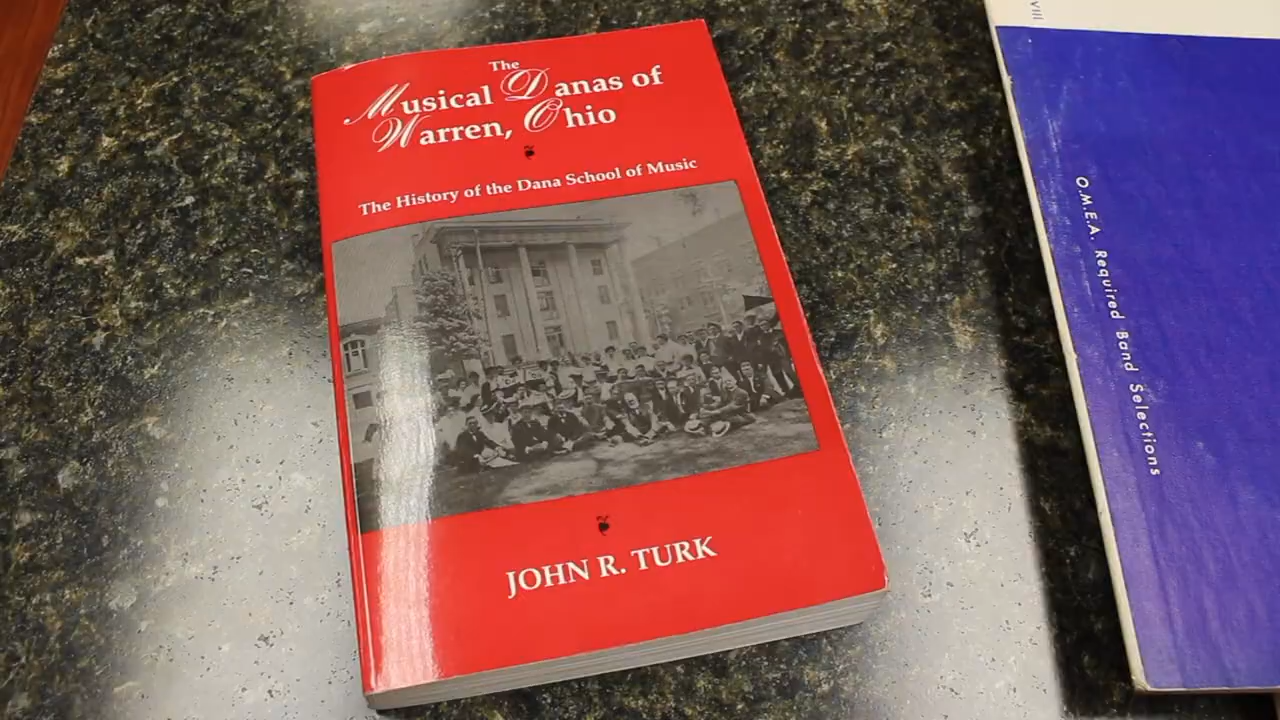 The
Musical Danas of
Warren, Ohio
The History of the Dana School of Music
JOHN R. TURK
O.M.E.A. Required Band Selections